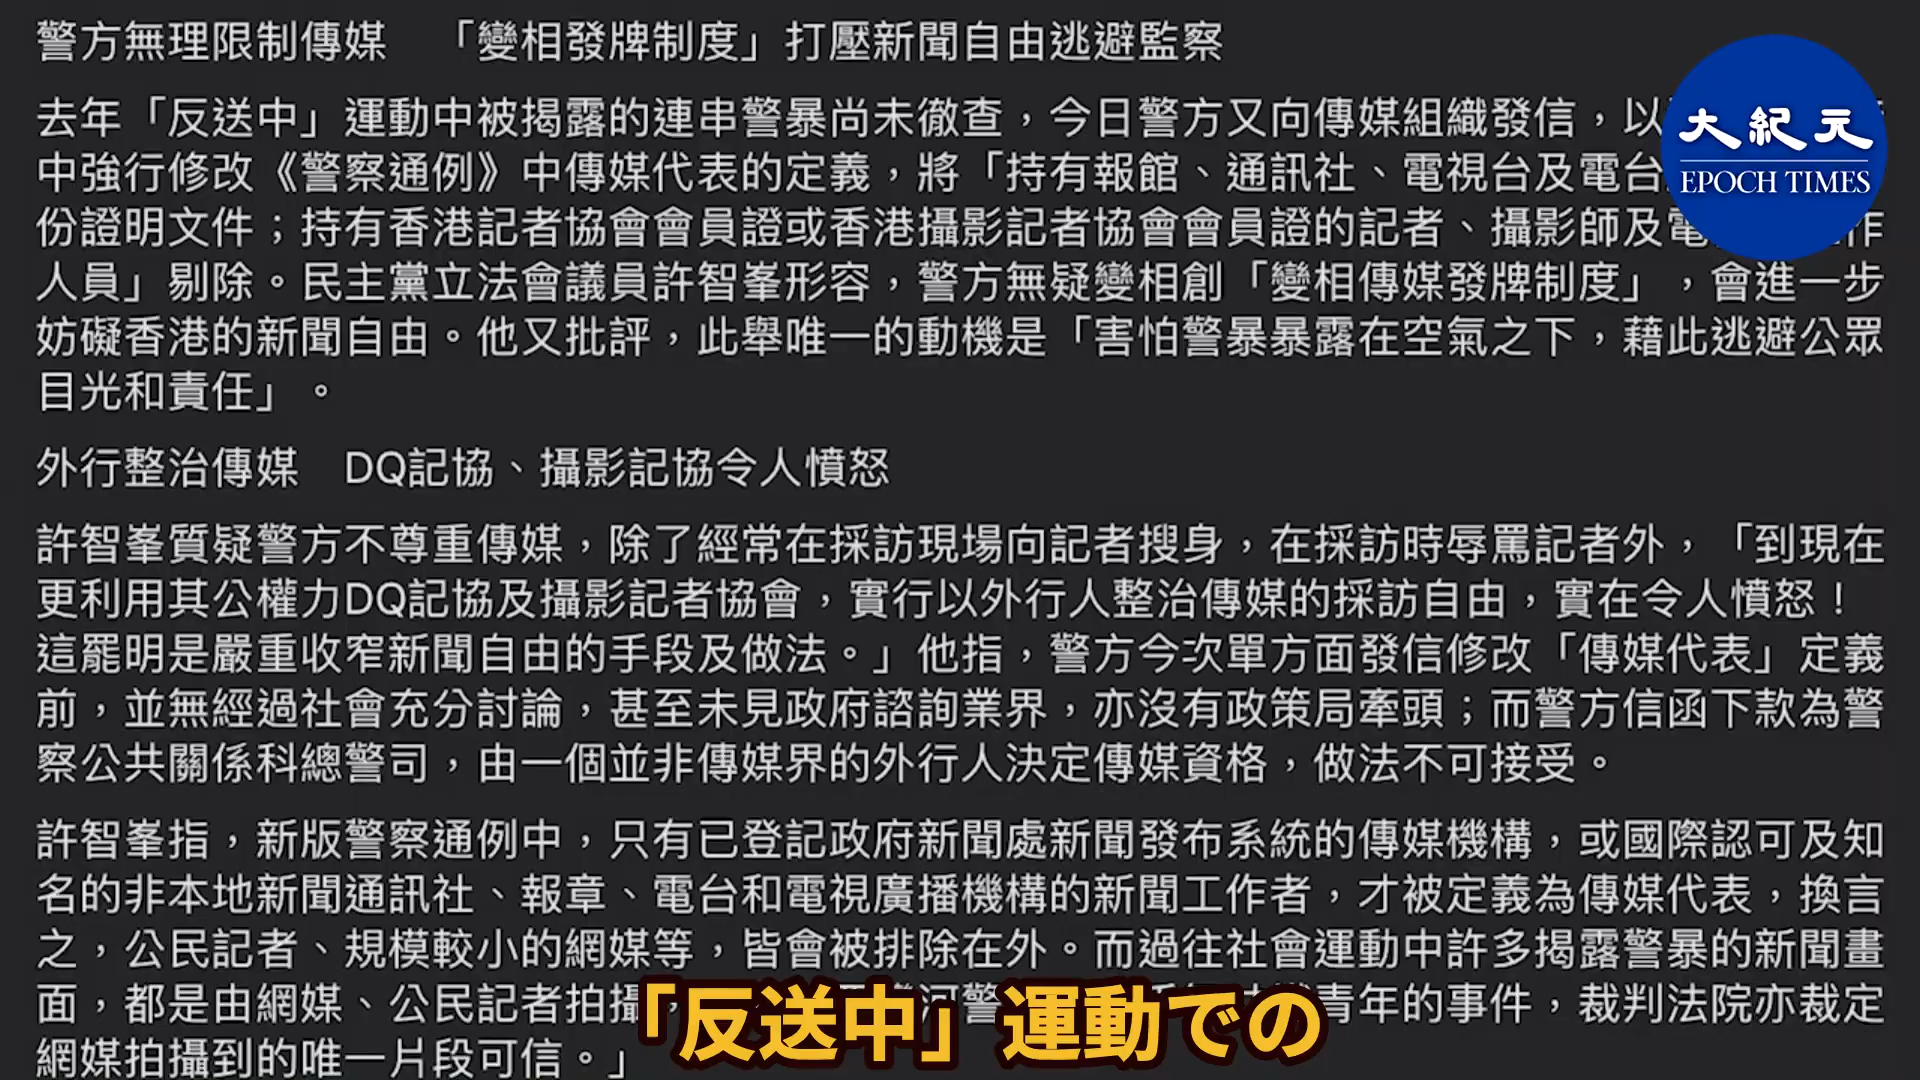 警方無理限制傳媒　「變相發牌制度」打壓新聞自由逃避監察
去年「反送中」運動中被揭露的連串警暴尚未徹查，今日警方又向傳媒組織發信，以
中強行修改《警察通例》中傳媒代表的定義，將「持有報館、通訊社、電視台及電台
份證明文件；持有香港記者協會會員證或香港攝影記者協會會員證的記者、攝影師及電 作
人員」剔除。民主黨立法會議員許智峯形容，警方無疑變相創「變相傳媒發牌制度」，會進一步
妨礙香港的新聞自由。他又批評，此舉唯一的動機是「害怕警暴暴露在空氣之下，藉此逃避公眾
目光和責任」。
外行整治傳媒　DQ記協、攝影記協令人憤怒
許智峯質疑警方不尊重傳媒，除了經常在採訪現場向記者搜身，在採訪時辱罵記者外，「到現在
更利用其公權力DQ記協及攝影記者協會，實行以外行人整治傳媒的採訪自由，實在令人憤怒！
這罷明是嚴重收窄新聞自由的手段及做法。」他指，警方今次單方面發信修改「傳媒代表」定義
前，並無經過社會充分討論，甚至未見政府諮詢業界，亦沒有政策局牽頭；而警方信函下款為警
察公共關係科總警司，由一個並非傳媒界的外行人決定傳媒資格，做法不可接受。
許智峯指，新版警察通例中，只有已登記政府新聞處新聞發布系統的傳媒機構，或國際認可及知
名的非本地新聞通訊社、報章、電台和電視廣播機構的新聞工作者，才被定義為傳媒代表，換言
之，公民記者、規模較小的網媒等，皆會被排除在外。而過往社會運動中許多揭露警暴的新聞畫
面，都是由網媒、公民記者拍攝， 河警 青年的事件，裁判法院亦裁定
網媒拍攝到的唯一片段可信。」
大紀元
EPOCH TIMES
「反送中」運動での